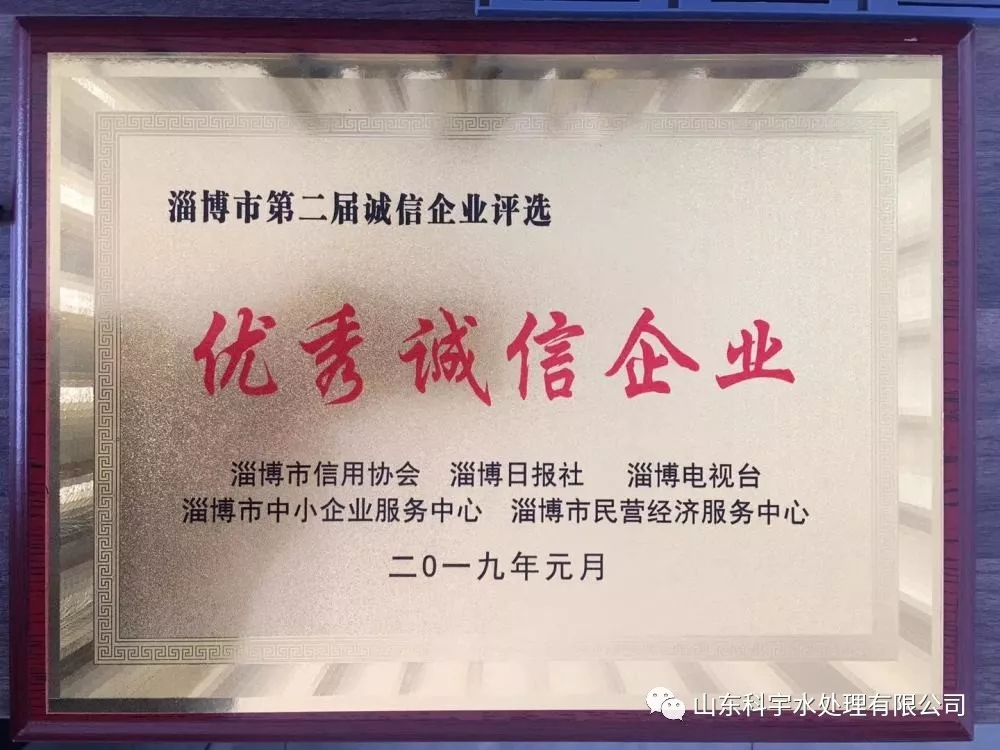 淄博市第二届诚信企业评选
优秀诚信企业
淄博市信用协会 淄博日报社 淄博电视台
淄博市中小企业服务中心 淄博市民营经济服务中心
二0一九年元月
山东科宇水处理有限公司